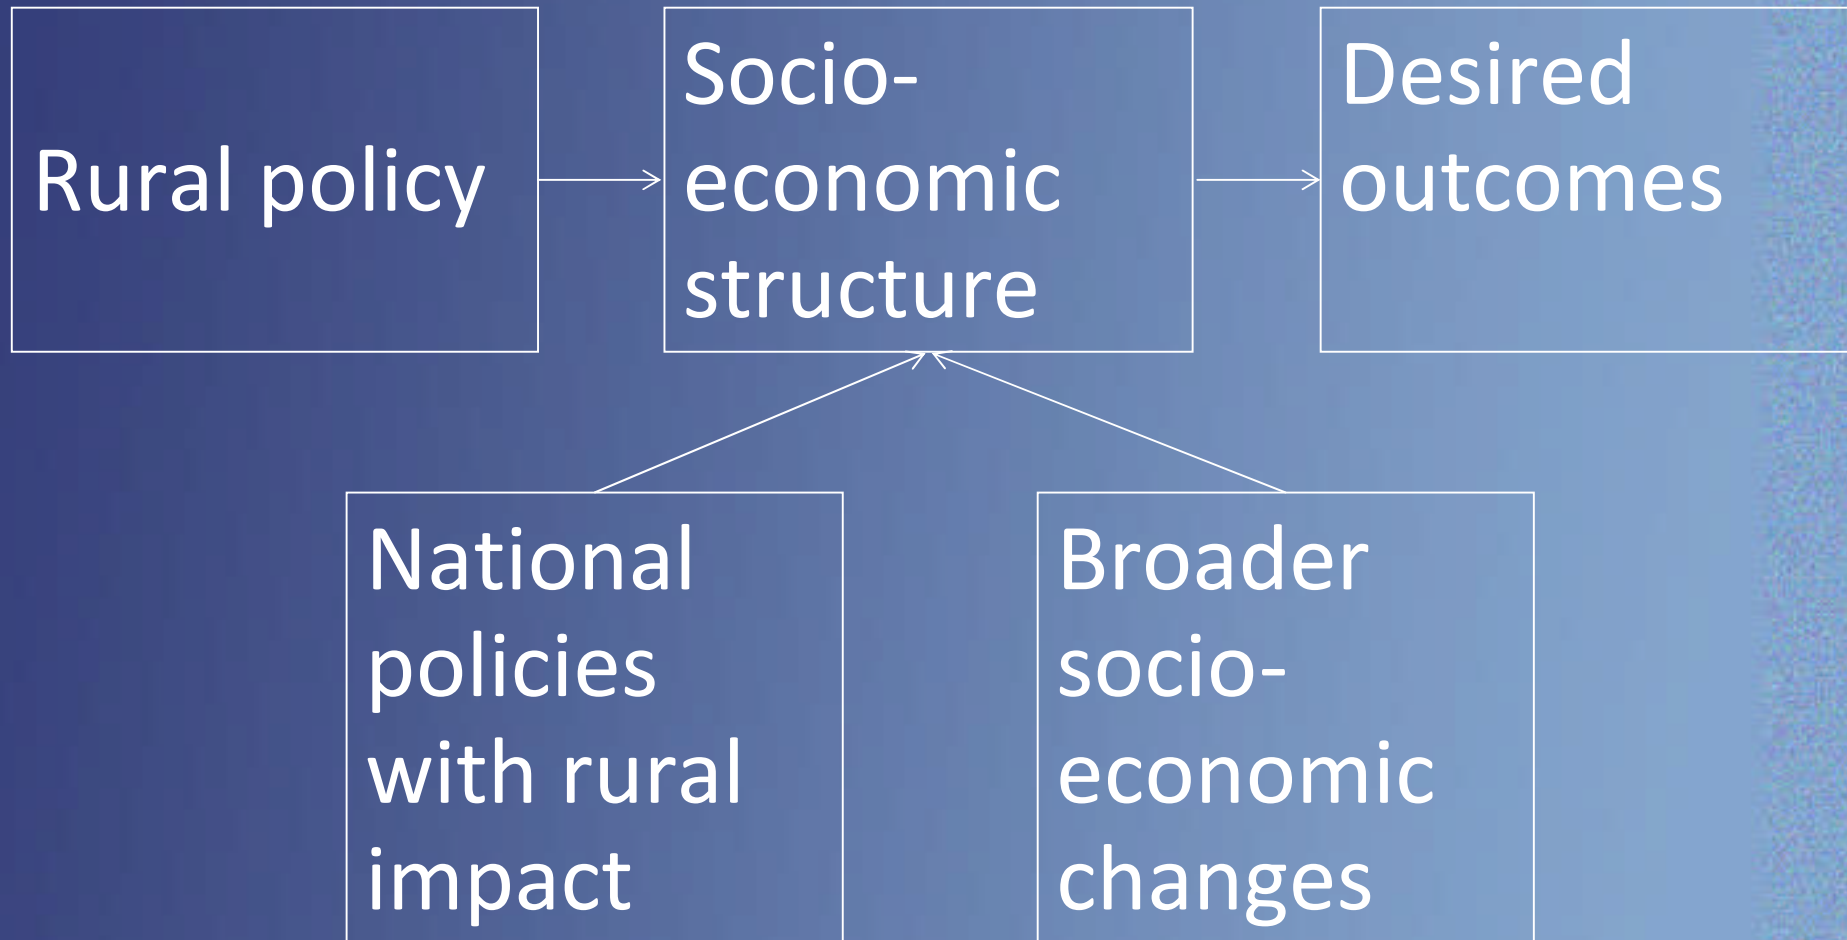 Rural policy
Socio-
economic
structure
Desired
outcomes
National
policies
with rural
impact
Broader
socio-
economic
changes